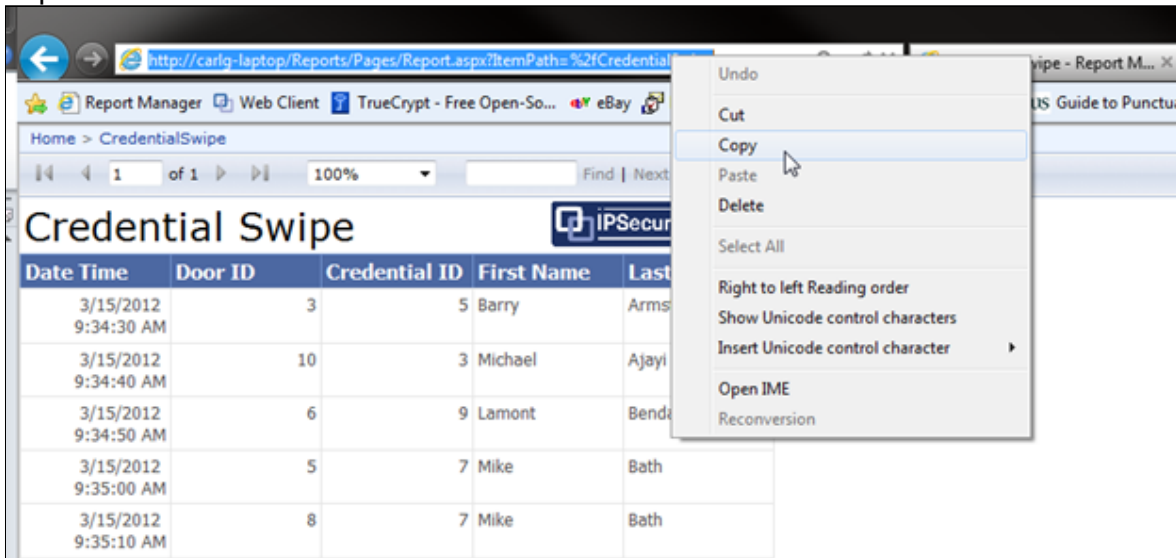 http://carlg-laptop/Reports/Pages/Report.aspx?ItemPath=%2fCredential
wipe - Report M... ×
Report Manager Web Client TrueCrypt - Free Open-So... eBay US Guide to Punctu
Home > CredentialSwipe
1 of 1 100% Find | Next
Credential Swipe IPSecur
Date Time Door ID Credential ID First Name Last
3/15/2012 3 5 Barry Arms
9:34:30 AM
3/15/2012 10 3 Michael Ajayi
9:34:40 AM
3/15/2012 6 9 Lamont Benda
9:34:50 AM
3/15/2012 5 7 Mike Bath
9:35:00 AM
3/15/2012 8 7 Mike Bath
9:35:10 AM
Undo
Cut
Copy
Paste
Delete
Select All
Right to left Reading order
Show Unicode control characters
Insert Unicode control character
Open IME
Reconversion